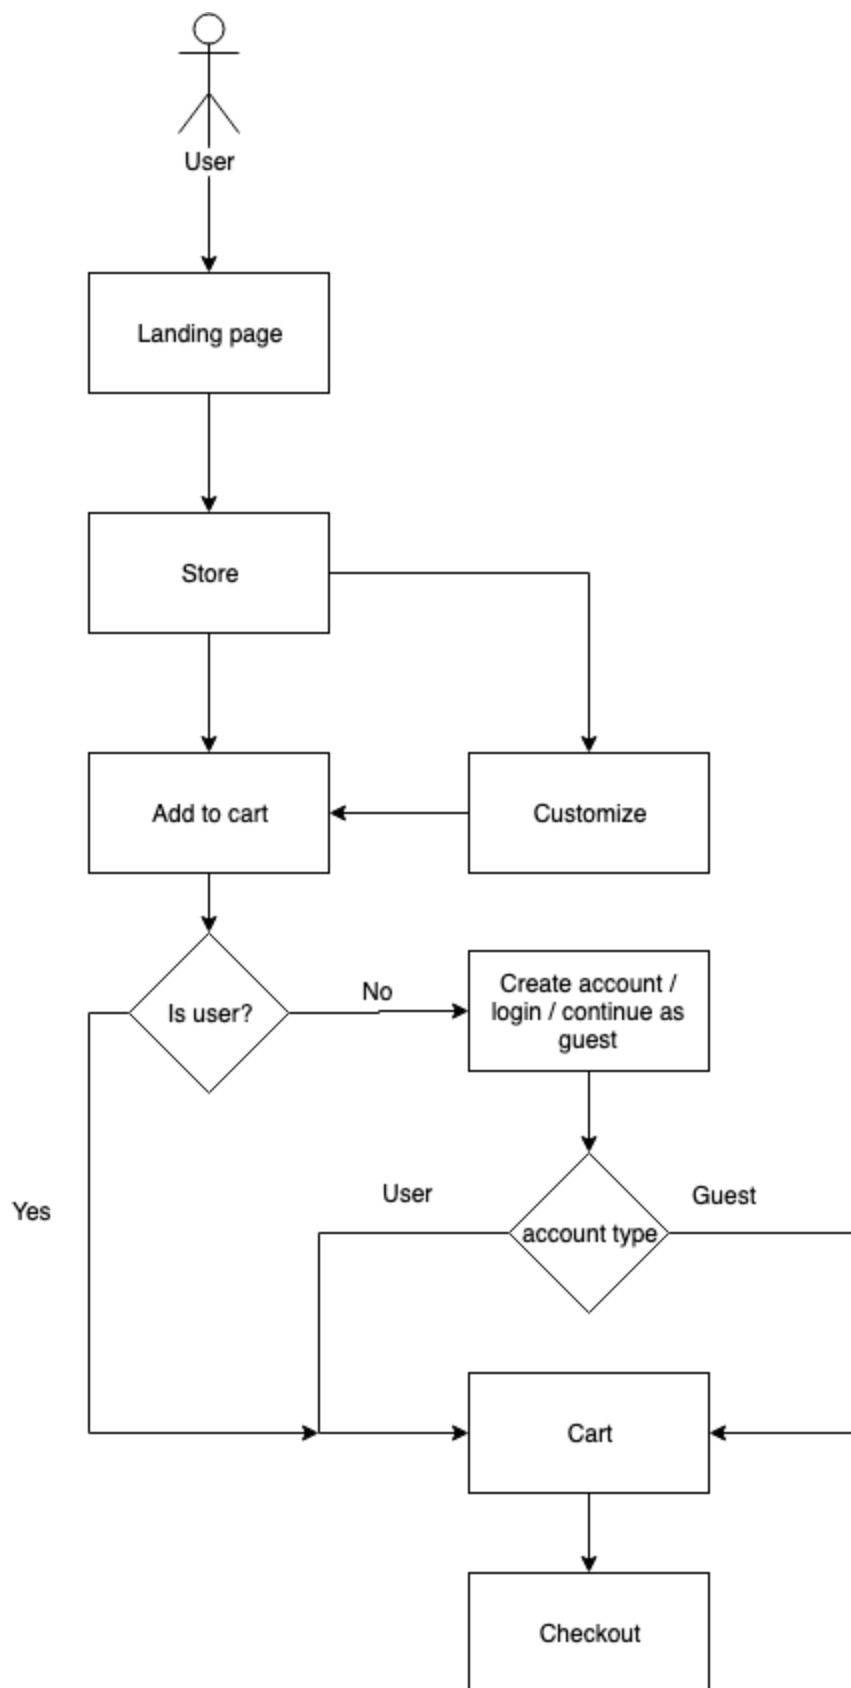 User
Landing page
Store
Add to cart
Customize
Is user?
No
Create account /
login / continue as
guest
Yes
User
account type
Guest
Cart
Checkout